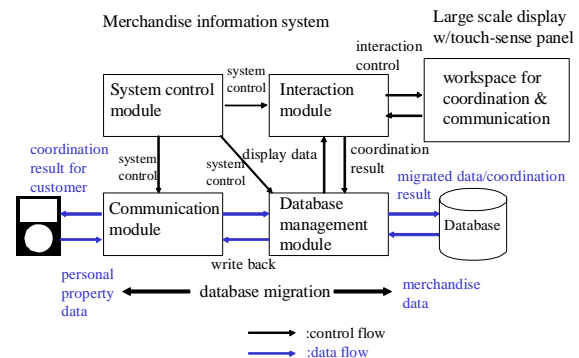 Merchandise information system
Large scale display
w/touch-sense panel
interaction
control
System control
module
system
control
Interaction
module
workspace for
coordination &
communication
coordination
result for
customer
system
control
system
control
display data
coordination
result
migrated data/coordination
result
Communication
module
Database
management
module
Database
write back
personal
property
data
database migration
merchandise
data
:control flow
:data flow